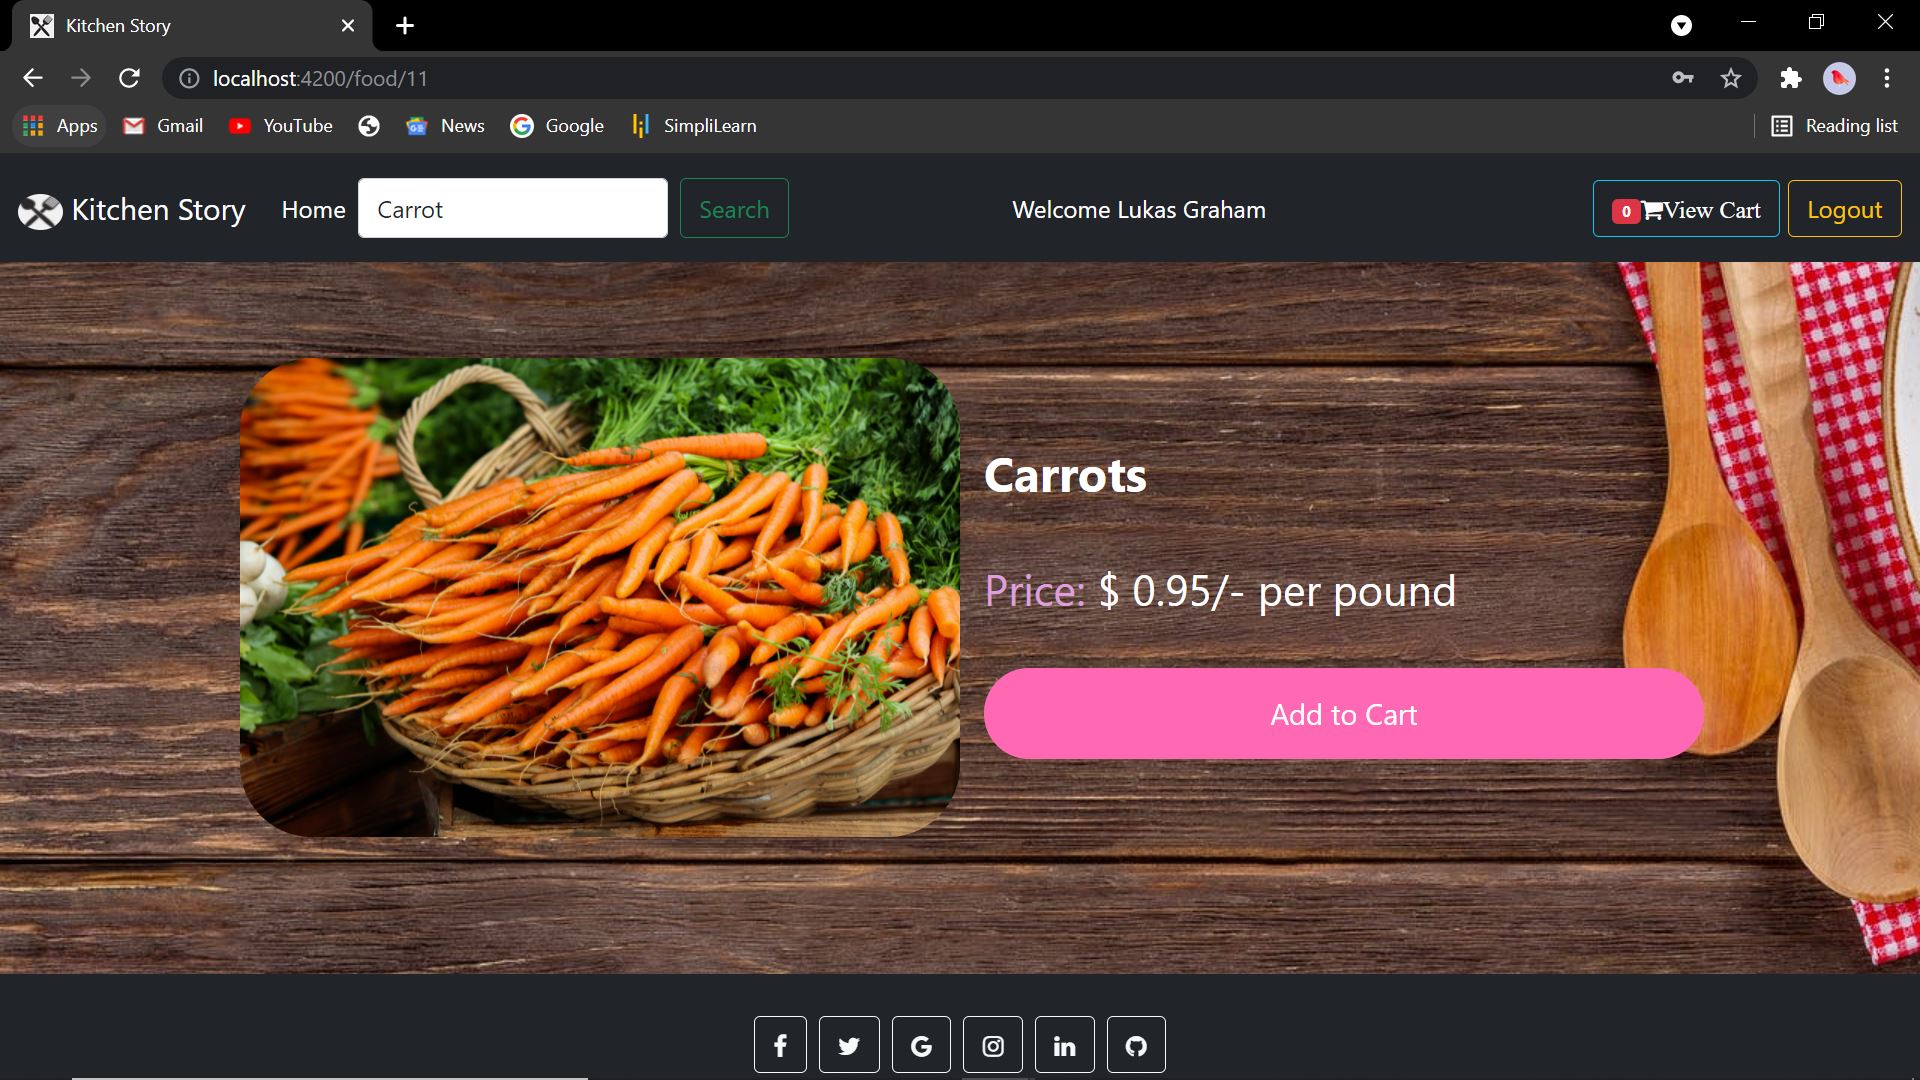 Kitchen Story
localhost:4200/food/11
Apps Gmail YouTube News Google SimpliLearn Reading list
Kitchen Story Home Carrot Search Welcome Lukas Graham 0 View Cart Logout
Carrots
Price: $ 0.95/- per pound
Add to Cart